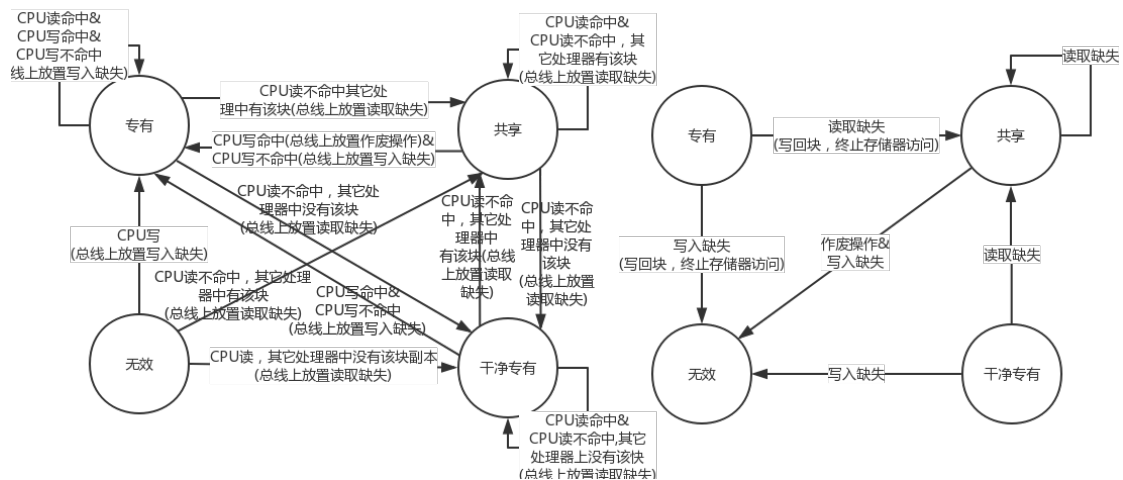 CPU读命中&
CPU写命中&
CPU写不命中
线上放置写入缺失)
专有
CPU读不命中其它处
理中有该块(总线上放置读取缺失)
CPU写命中(总线上放置作废操作)&
CPU写不命中(总线上放置写入缺失)
CPU读命中&
CPU读不命中，其
它处理器有该块
(总线上放置读取缺失)
共享
CPU读不命中，其它处
理器中没有该块
(总线上放置读取缺失)
CPU写
(总线上放置写入缺失)
CPU读不命中，其它处理
器中有该块
(总线上放置读取缺失)
CPU写命中&
CPU写不命中
(总线上放置写入缺失)
CPU读不命
中，其它处
理器中
有该块(总线
上放置读取
缺失)
CPU读不命
中，其它处
理器中没有
该块
(总线上放置
读取缺失)
无效
CPU读，其它处理器中没有该块副本
(总线上放置读取缺失)
干净专有
CPU读命中&
CPU读不命中,其它
处理器上没有该快
(总线上放置读取缺失)
专有
读取缺失
(写回块，终止存储器访问)
共享
读取缺失
写入缺失
(写回块，终止存储器访问)
作废操作&
写入缺失
读取缺失
无效
写入缺失
干净专有